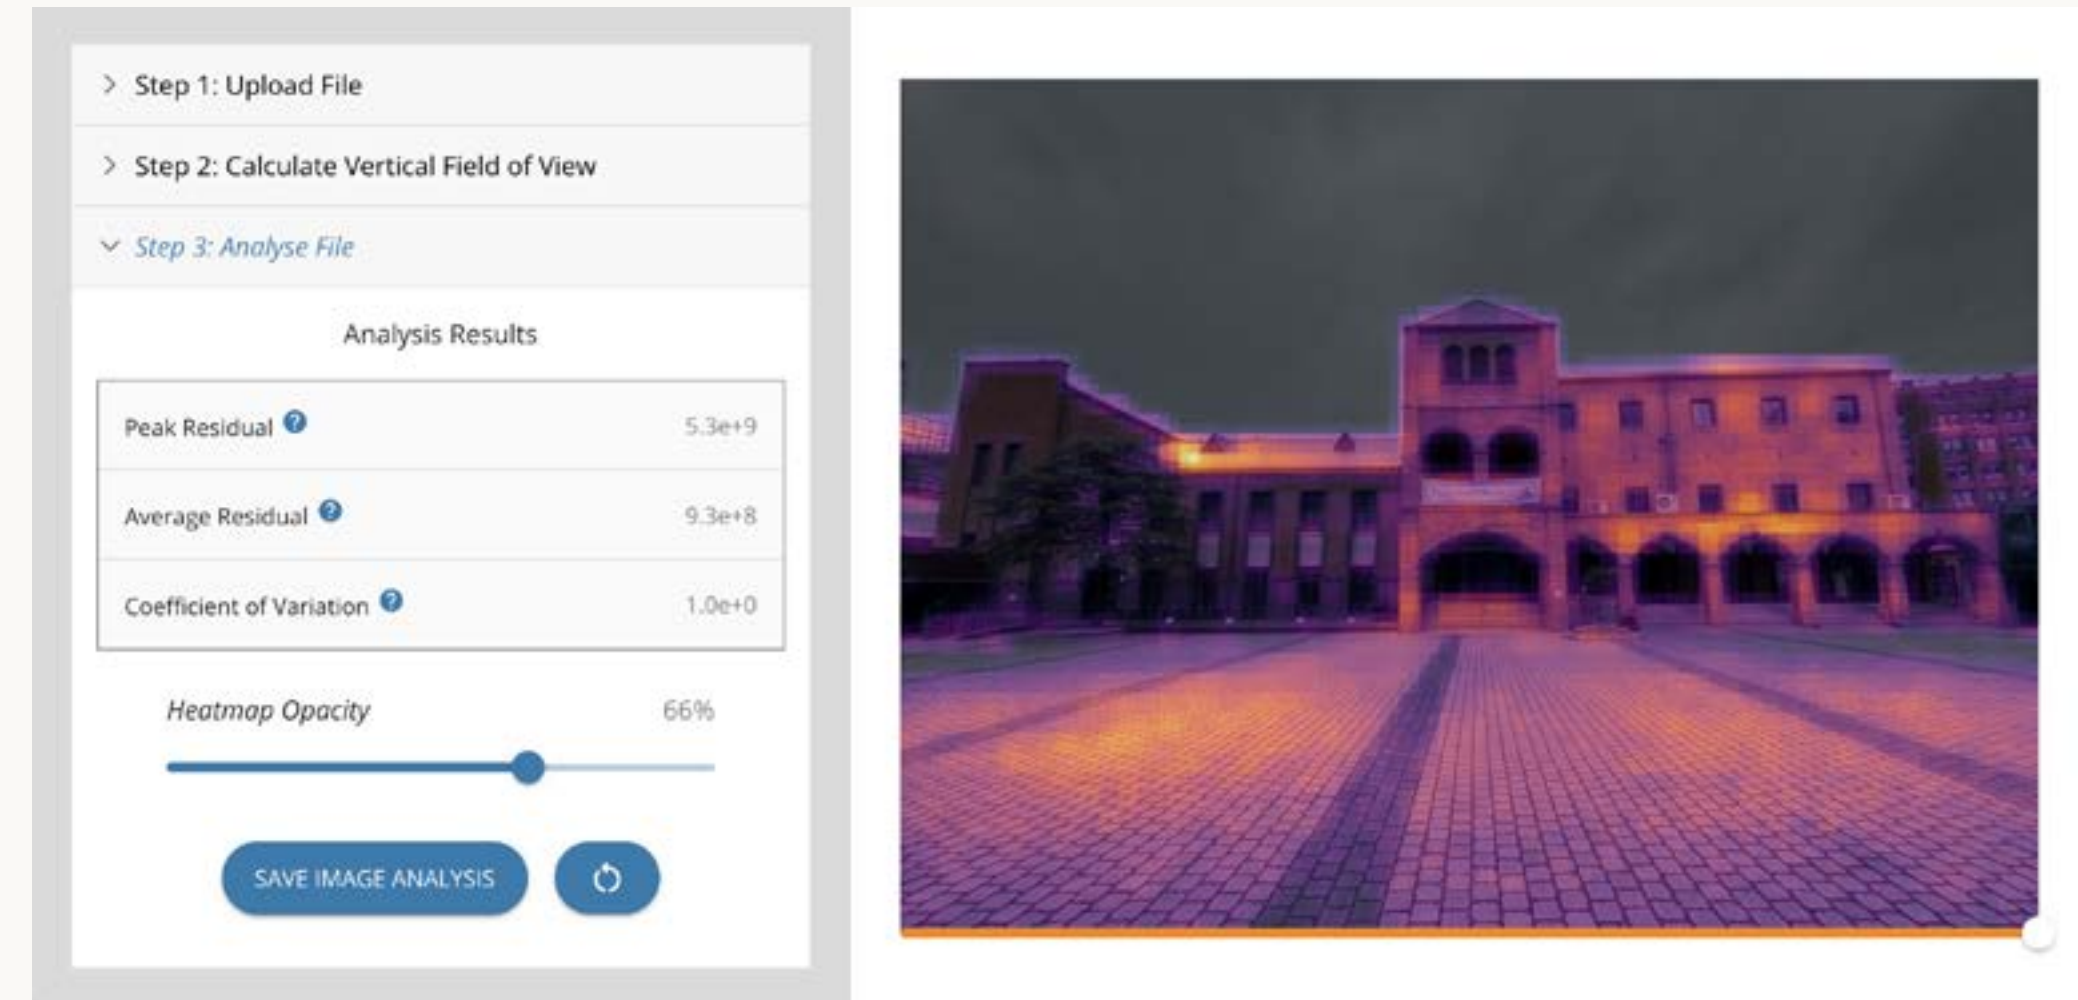 Step 1: Upload File
Step 2: Calculate Vertical Field of View
Step 3: Analyse File
Analysis Results
Peak Residual ? 5.3e+9
Average Residual ? 9.3e+8
Coefficient of Variation ? 1.0e+0
Heatmap Opacity 66%
SAVE IMAGE ANALYSIS